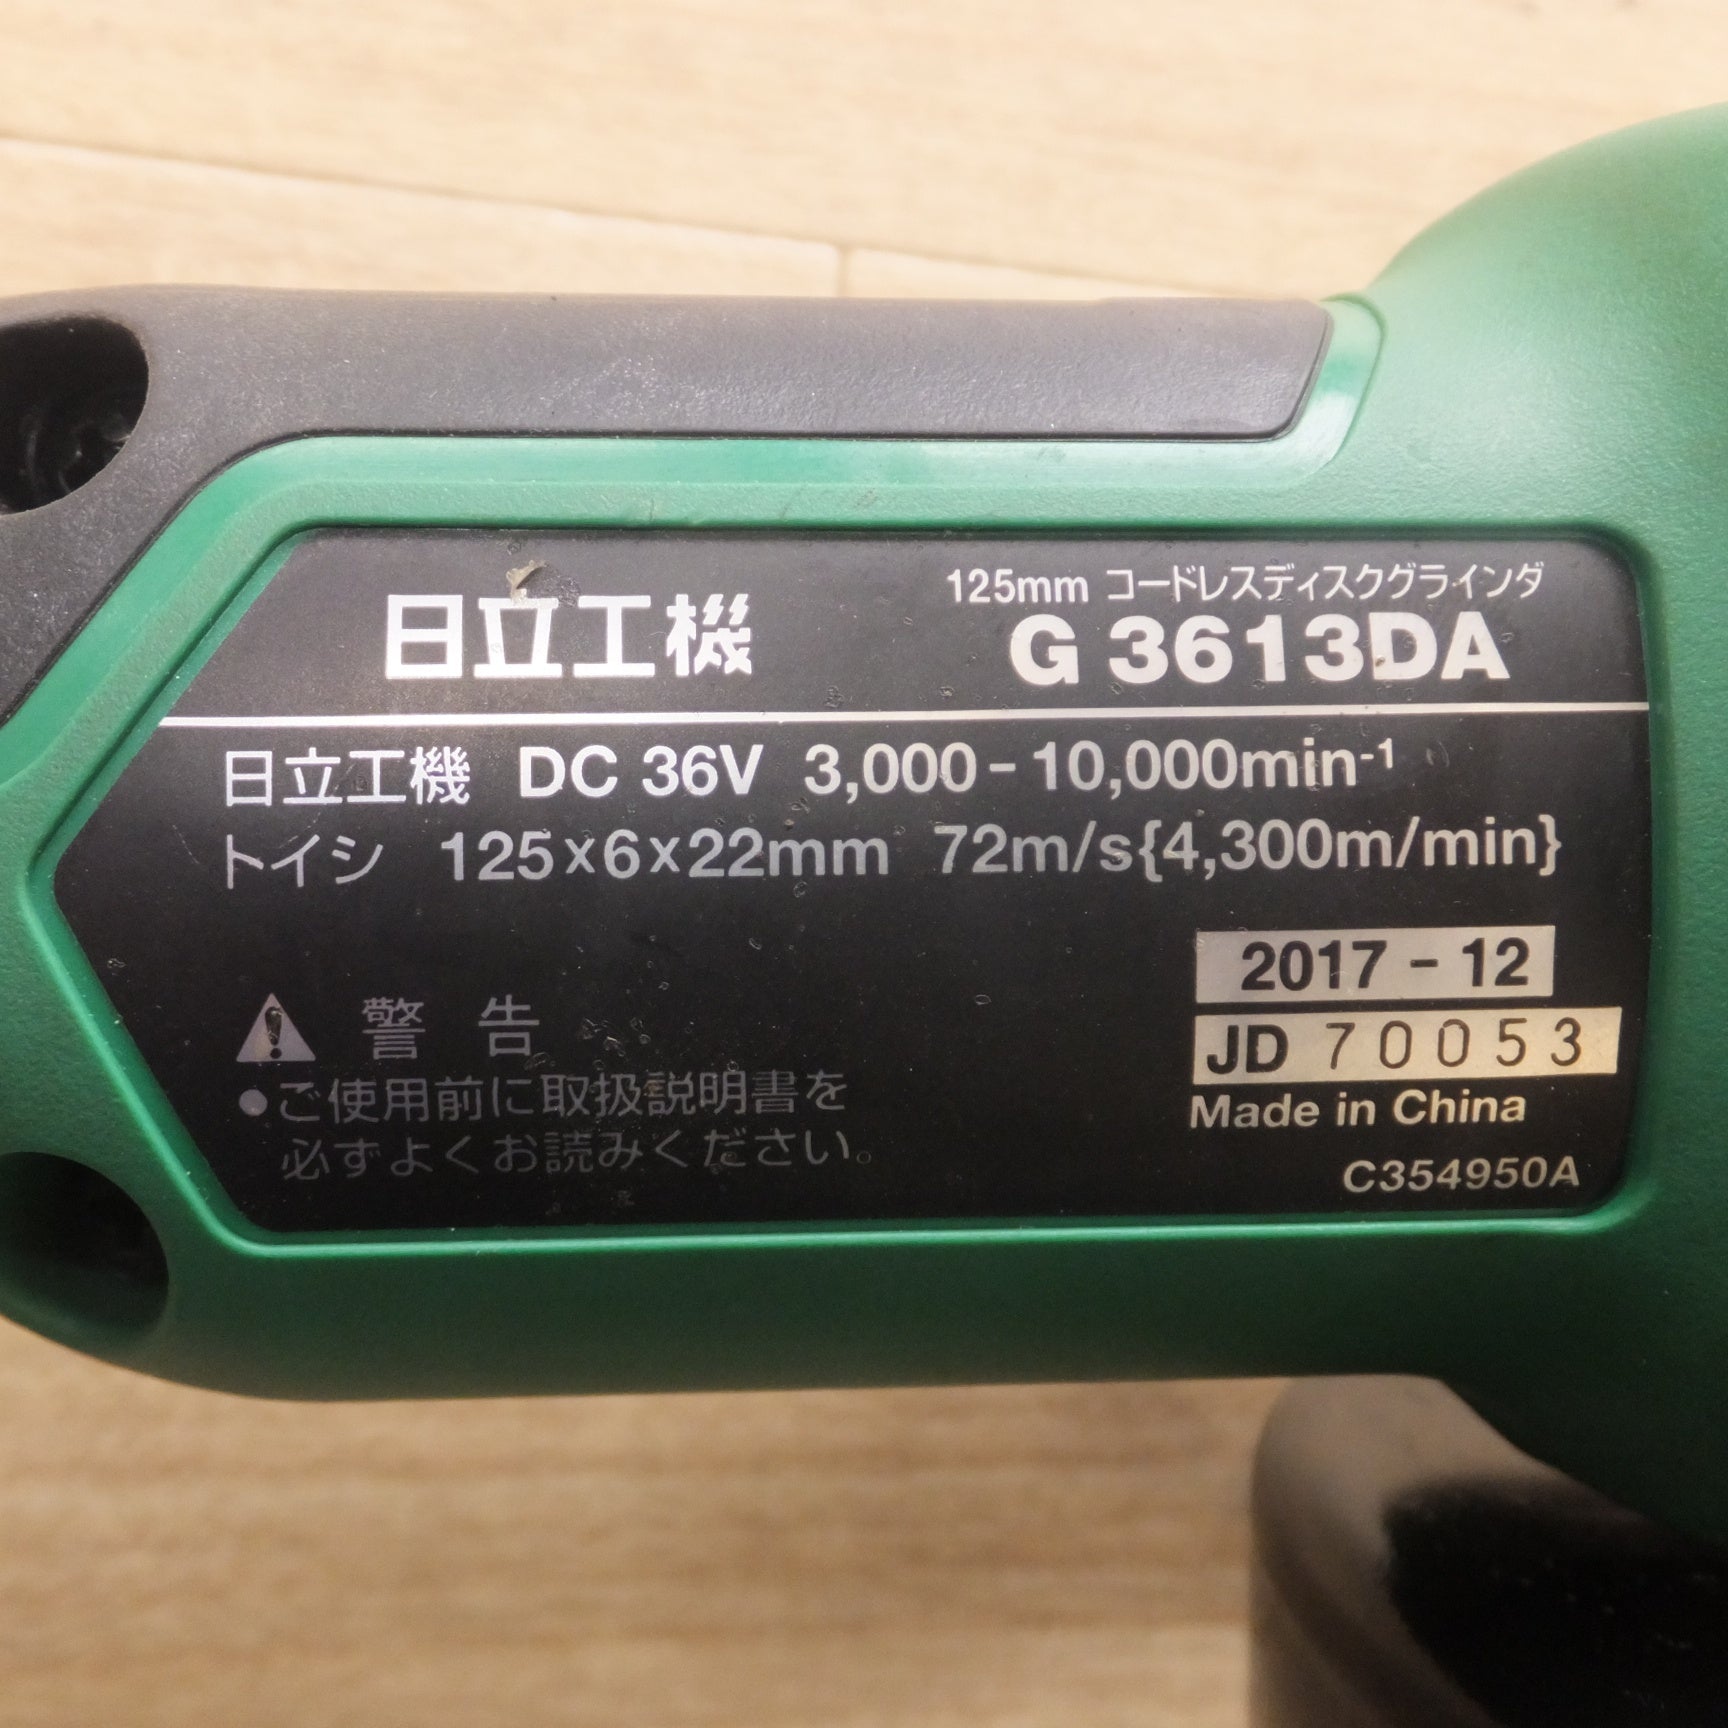 日立工機
125mm コードレスディスクグラインダ
G 3613DA
日立工機 DC 36V 3,000-10,000min⁻¹
トイシ 125x6x22mm 72m/s{4,300m/min}
2017 - 12
JD 70053
Made in China
C354950A
警 告
●ご使用前に取扱説明書を
必ずよくお読みください。